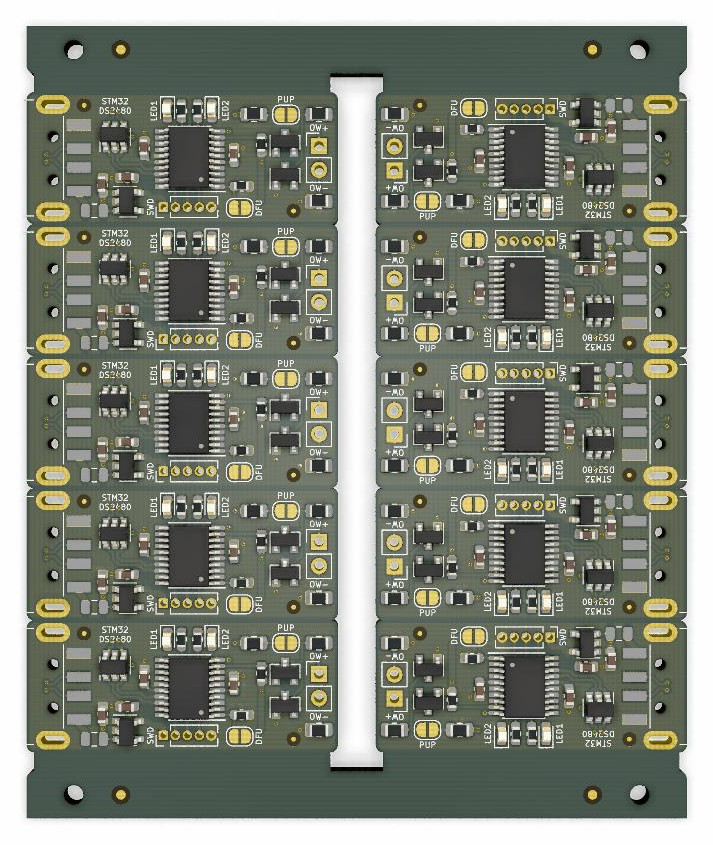 STM32
DS2480
LED1
LED2
PUP
OW+
OW-
SWD
DFU
STM32
DS2480
LED1
LED2
PUP
OW+
OW-
SWD
DFU
STM32
DS2480
LED1
LED2
PUP
OW+
OW-
SWD
DFU
STM32
DS2480
LED1
LED2
PUP
OW+
OW-
SWD
DFU
STM32
DS2480
LED1
LED2
PUP
OW+
OW-
SWD
DFU
DFU
SWD
OW-
OW+
PUP
LED2
LED1
STM32
DS2480
DFU
SWD
OW-
OW+
PUP
LED2
LED1
STM32
DS2480
DFU
SWD
OW-
OW+
PUP
LED2
LED1
STM32
DS2480
DFU
SWD
OW-
OW+
PUP
LED2
LED1
STM32
DS2480
DFU
SWD
OW-
OW+
PUP
LED2
LED1
STM32
DS2480